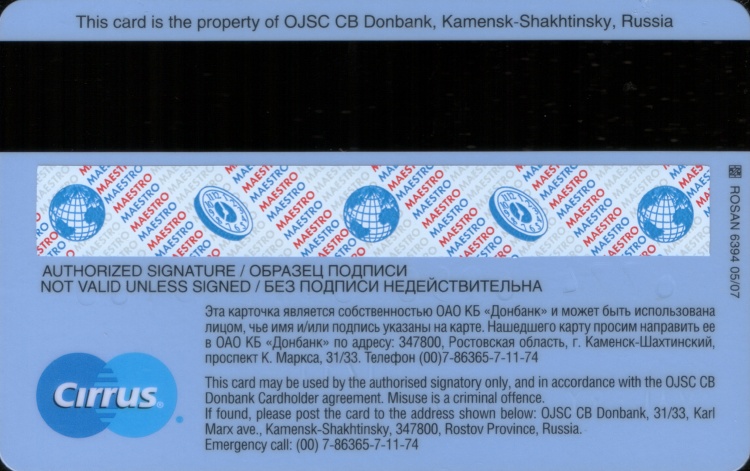 This card is the property of OJSC CB Donbank, Kamensk-Shakhtinsky, Russia
MAESTRO MAESTRO MAESTRO MAESTRO
ROSAN 6394 05/07
AUTHORIZED SIGNATURE / ОБРАЗЕЦ ПОДПИСИ
NOT VALID UNLESS SIGNED / БЕЗ ПОДПИСИ НЕДЕЙСТВИТЕЛЬНА
Эта карточка является собственностью ОАО КБ «Донбанк» и может быть использована
лицом, чье имя и/или подпись указаны на карте. Нашедшего карту просим направить ее
в ОАО КБ «Донбанк» по адресу: 347800, Ростовская область, г. Каменск-Шахтинский,
проспект К. Маркса, 31/33. Телефон (00)7-86365-7-11-74
Cirrus
This card may be used by the authorised signatory only, and in accordance with the OJSC CB
Donbank Cardholder agreement. Misuse is a criminal offence.
If found, please post the card to the address shown below: OJSC CB Donbank, 31/33, Karl
Marx ave., Kamensk-Shakhtinsky, 347800, Rostov Province, Russia.
Emergency call: (00) 7-86365-7-11-74